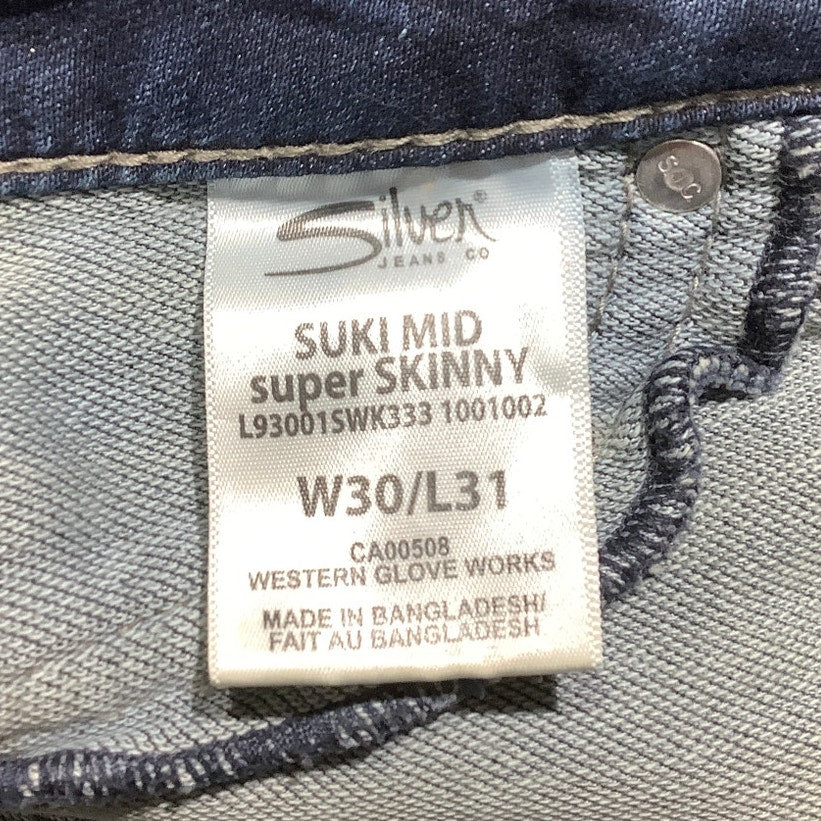 Silver®
JEANS CO
SUKI MID
super SKINNY
L93001SWK333 1001002
W30/L31
CA00508
WESTERN GLOVE WORKS
MADE IN BANGLADESH/
FAIT AU BANGLADESH